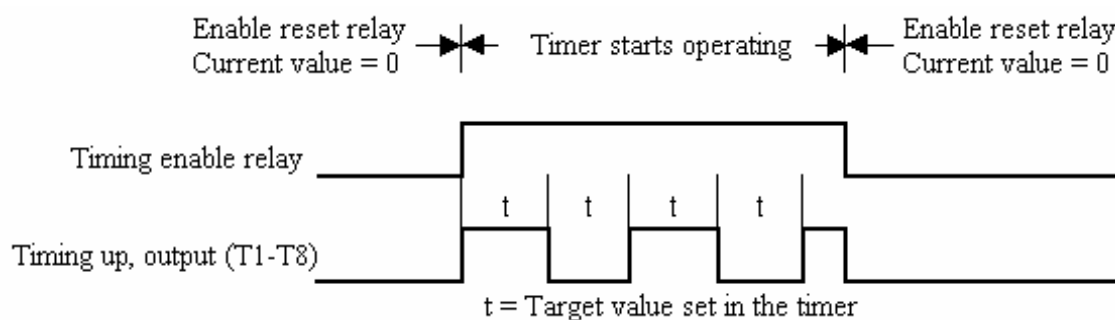 Enable reset relay
Current value = 0
Timer starts operating
Enable reset relay
Current value = 0
Timing enable relay
t t t t
Timing up, output (T1-T8)
t = Target value set in the timer